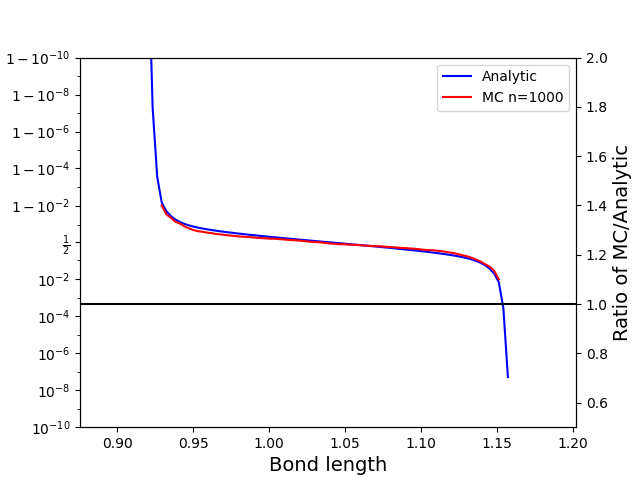 1 − 10⁻¹⁰
1 − 10⁻⁸
1 − 10⁻⁶
1 − 10⁻⁴
1 − 10⁻²
1/2
10⁻²
10⁻⁴
10⁻⁶
10⁻⁸
10⁻¹⁰
Analytic
MC n=1000
2.0
1.8
1.6
1.4
1.2
1.0
0.8
0.6
Ratio of MC/Analytic
0.90 0.95 1.00 1.05 1.10 1.15 1.20
Bond length